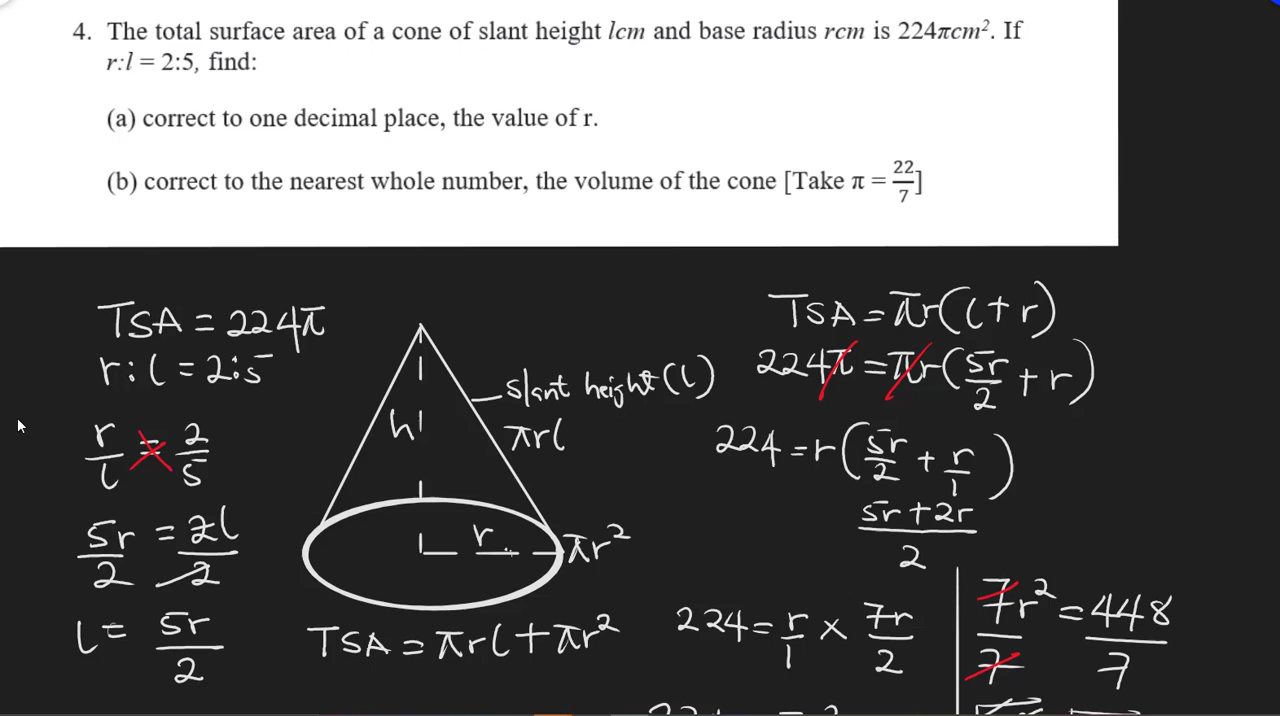 4. The total surface area of a cone of slant height lcm and base radius rcm is 224πcm². If
r:l = 2:5, find:
(a) correct to one decimal place, the value of r.
(b) correct to the nearest whole number, the volume of the cone [Take π = 22/7]
TSA = 224π
r:l = 2:5
r/l = 2/5
5r/2 = 2l/2
l = 5r/2
h
slant height (l)
πrl
r
πr²
TSA = πrl + πr²
TSA = πr(l + r)
224π = πr(5r/2 + r)
224 = r(5r/2 + r/1)
5r + 2r
2
224 = r/1 × 7r/2
7r²/7 = 448/7